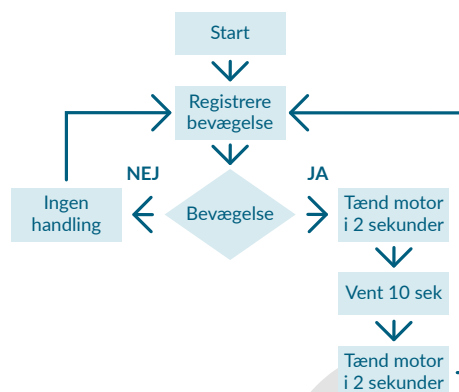 Start
Registrere
bevægelse
NEJ
JA
Ingen
handling
Bevægelse
Tænd motor
i 2 sekunder
Vent 10 sek
Tænd motor
i 2 sekunder